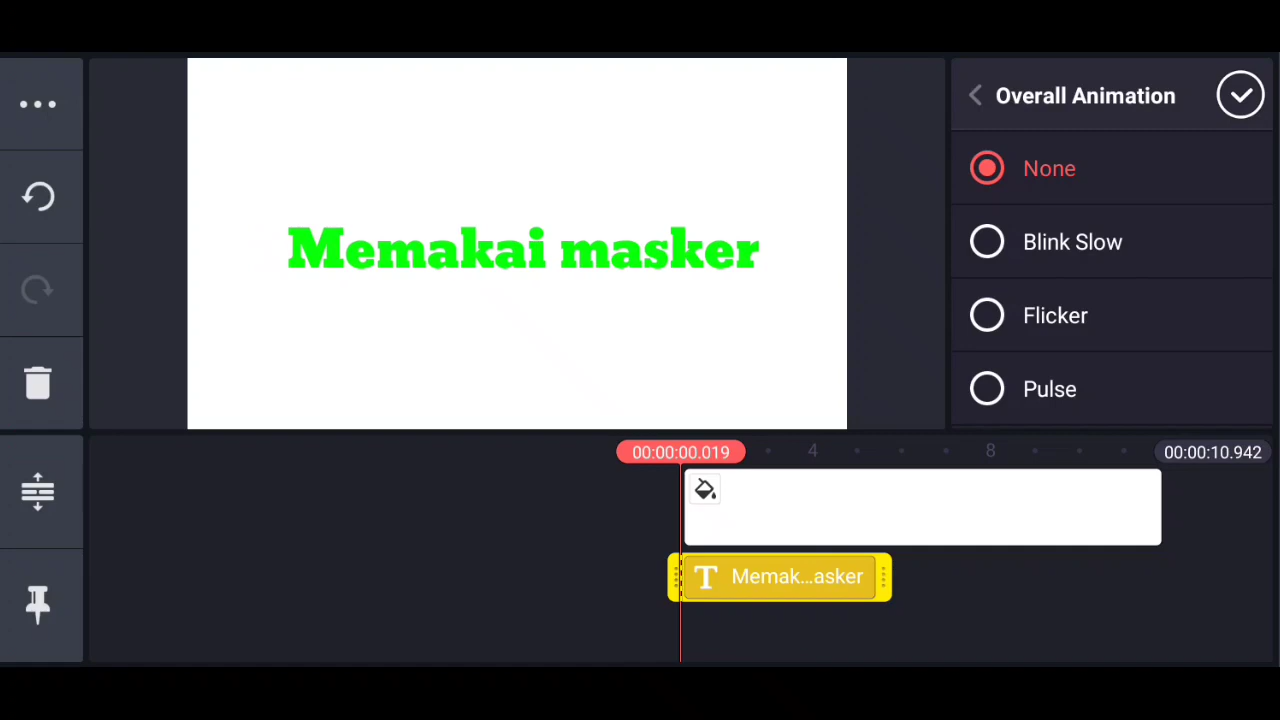 Overall Animation
None
Blink Slow
Memakai masker
Flicker
Pulse
00:00:00.019
4
8
00:00:10.942
T Memak...asker